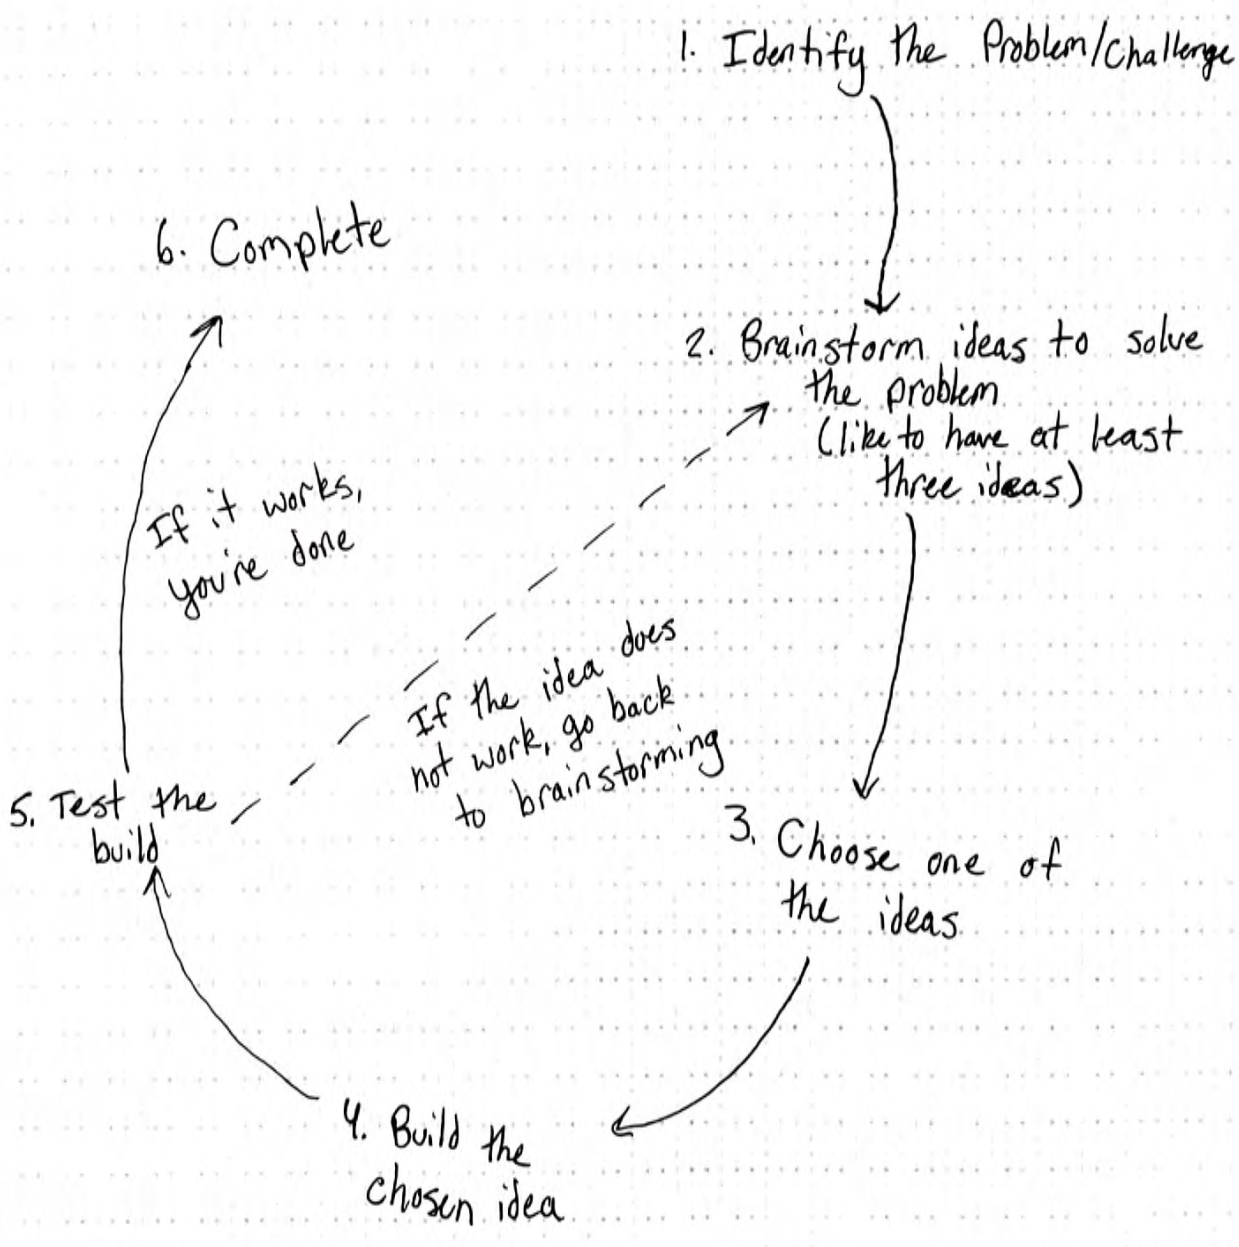 1. Identify the Problem/Challenge
2. Brainstorm ideas to solve
the problem
(like to have at least
three ideas)
3. Choose one of
the ideas
4. Build the
chosen idea
5. Test the
build
If the idea does
not work, go back
to brainstorming
If it works,
you're done
6. Complete